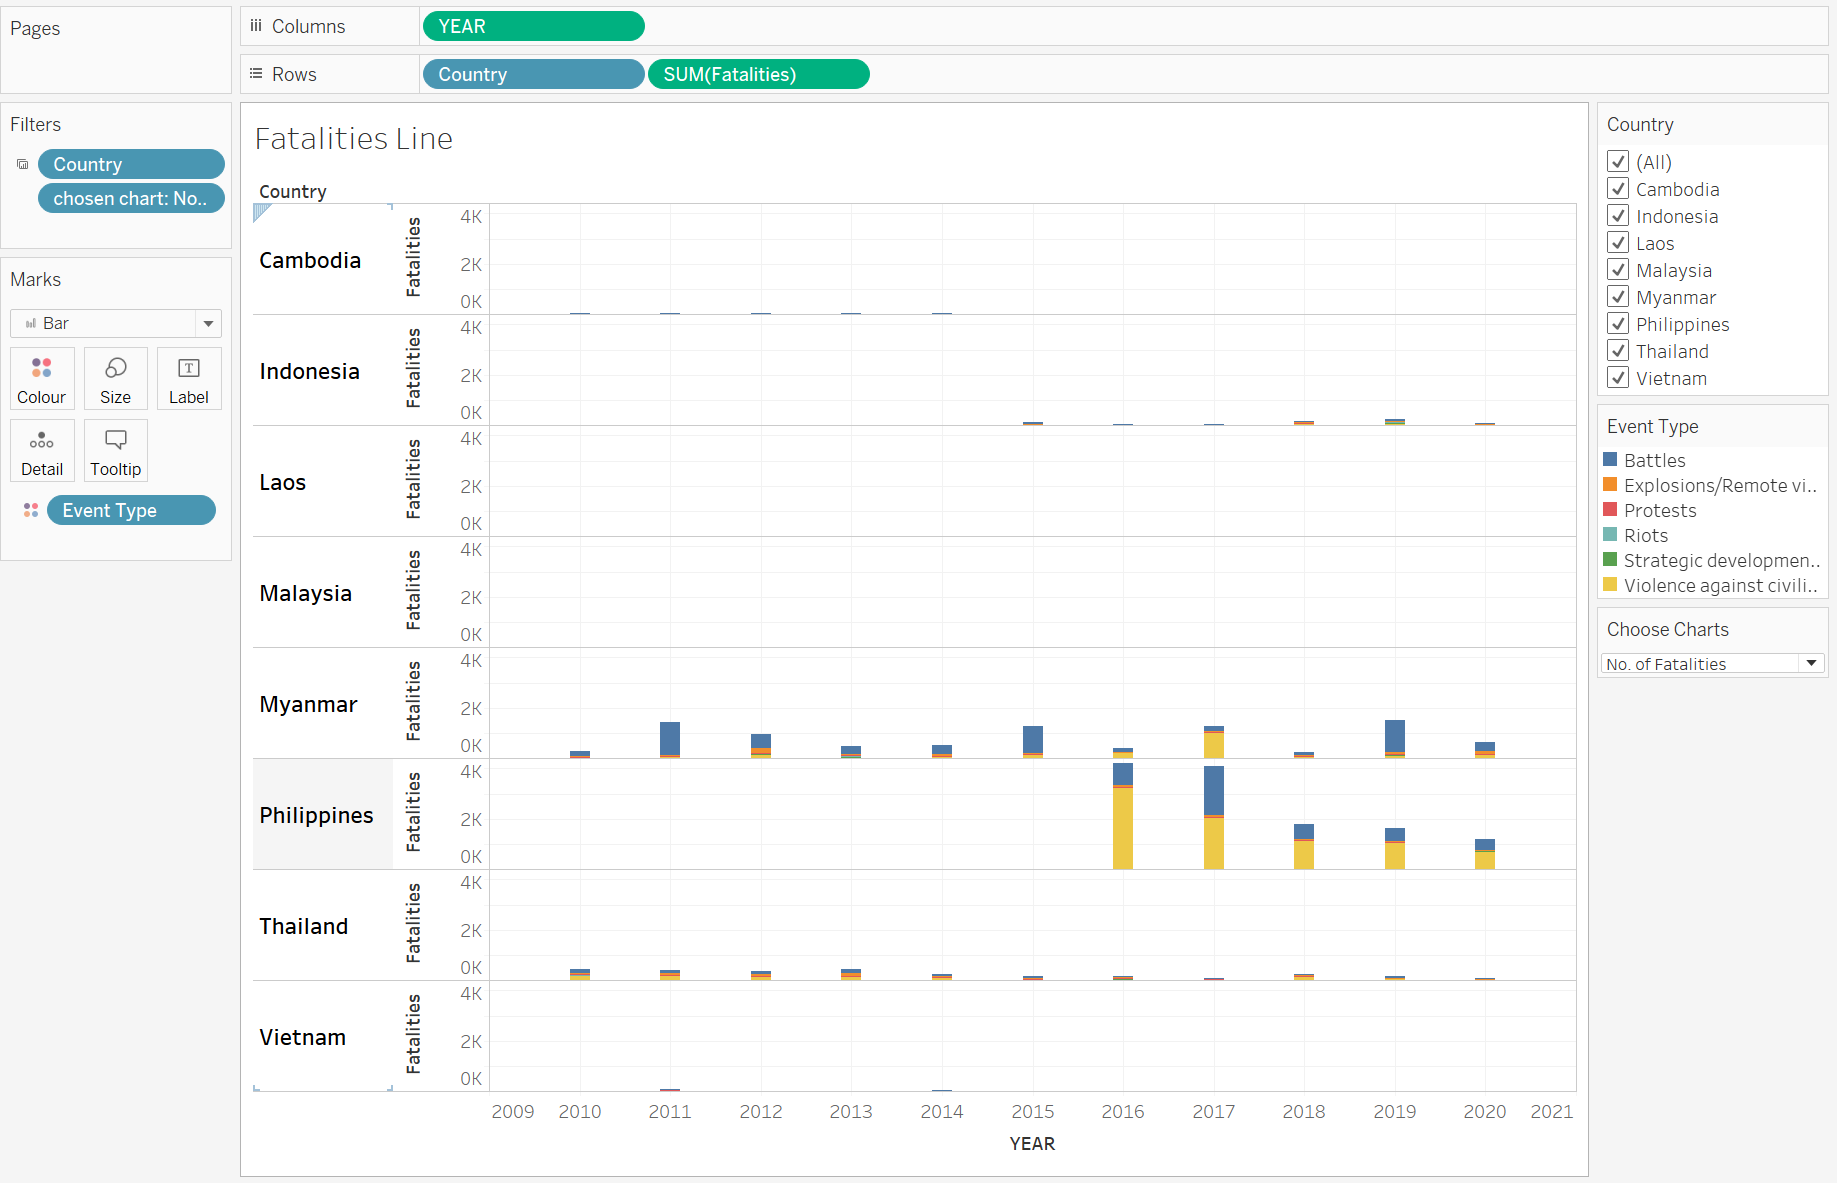 Pages
Columns
YEAR
Rows
Country
SUM(Fatalities)
Filters
Country
chosen chart: No..
Marks
Bar
Colour
Size
Label
Detail
Tooltip
Event Type
Fatalities Line
Country
Cambodia
Fatalities
4K
2K
0K
Indonesia
Fatalities
4K
2K
0K
Laos
Fatalities
4K
2K
0K
Malaysia
Fatalities
4K
2K
0K
Myanmar
Fatalities
4K
2K
0K
Philippines
Fatalities
4K
2K
0K
Thailand
Fatalities
4K
2K
0K
Vietnam
Fatalities
4K
2K
0K
2009 2010 2011 2012 2013 2014 2015 2016 2017 2018 2019 2020 2021
YEAR
Country
(All)
Cambodia
Indonesia
Laos
Malaysia
Myanmar
Philippines
Thailand
Vietnam
Event Type
Battles
Explosions/Remote vi..
Protests
Riots
Strategic developmen..
Violence against civili..
Choose Charts
No. of Fatalities